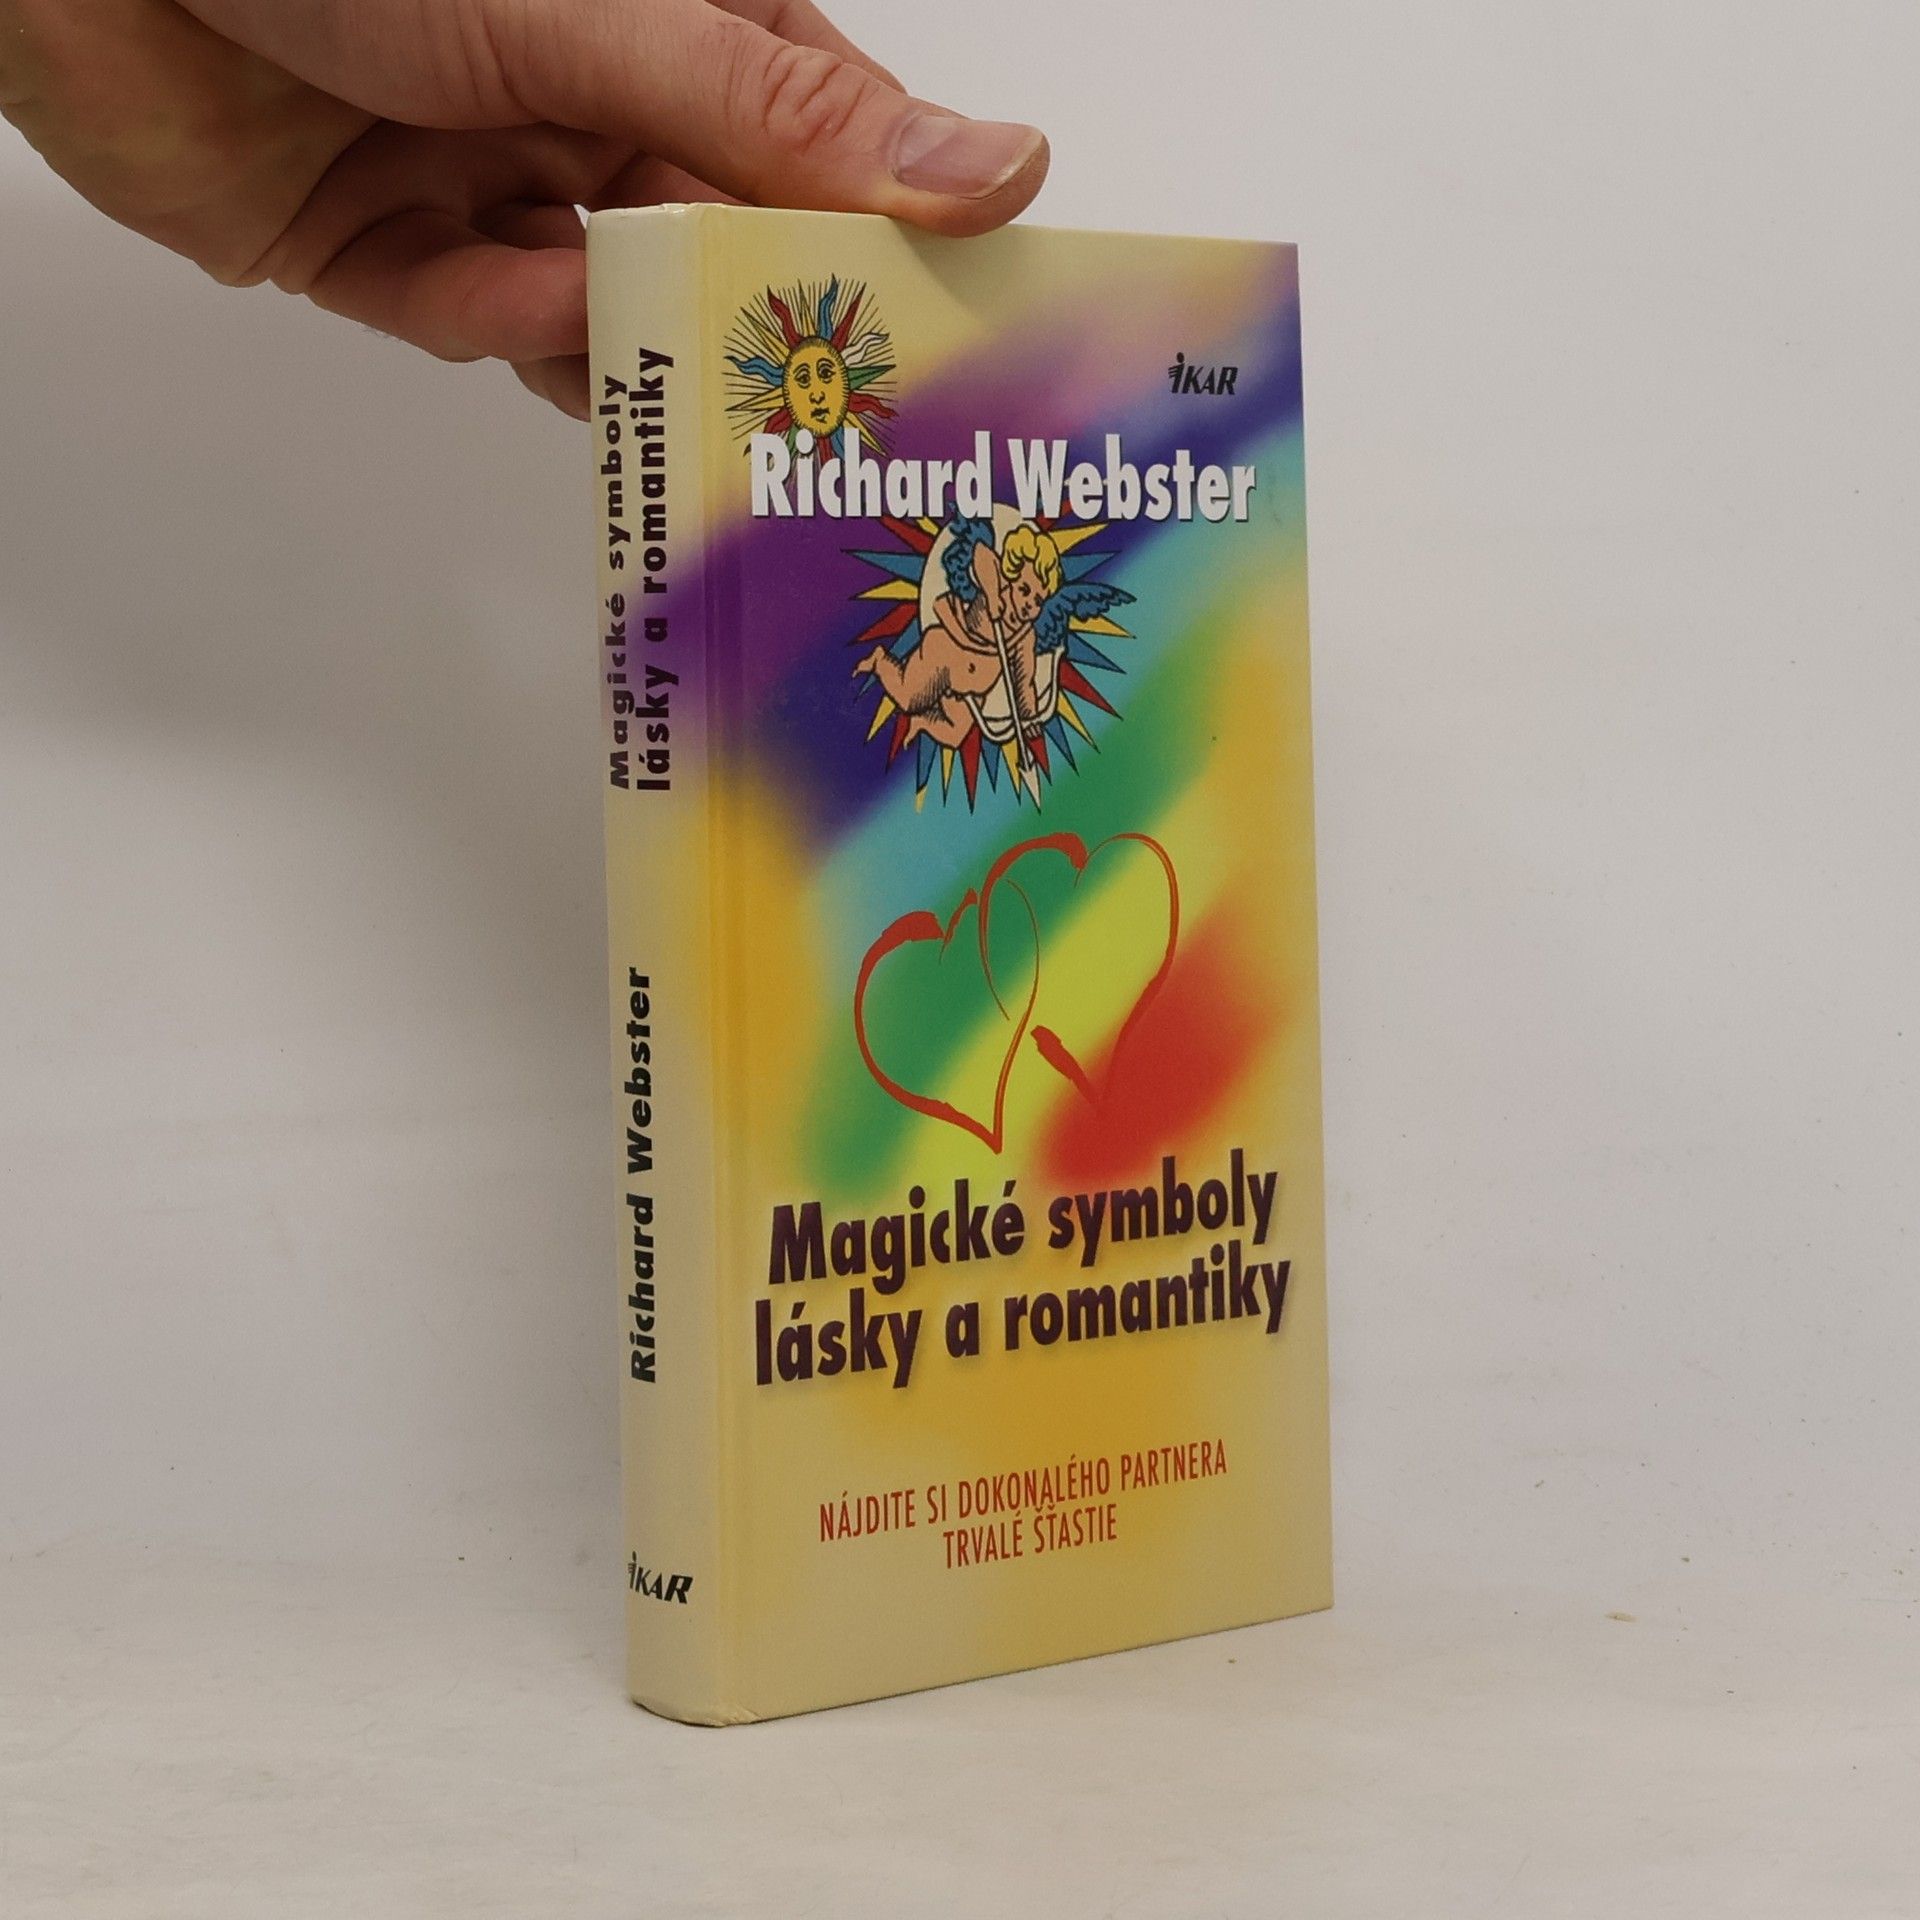 Magické symboly
lásky a romantiky
Richard Webster
iKAR
iKAR
Richard Webster
Magické symboly
lásky a romantiky
NÁJDITE SI DOKONALÉHO PARTNERA
TRVALÉ ŠŤASTIE